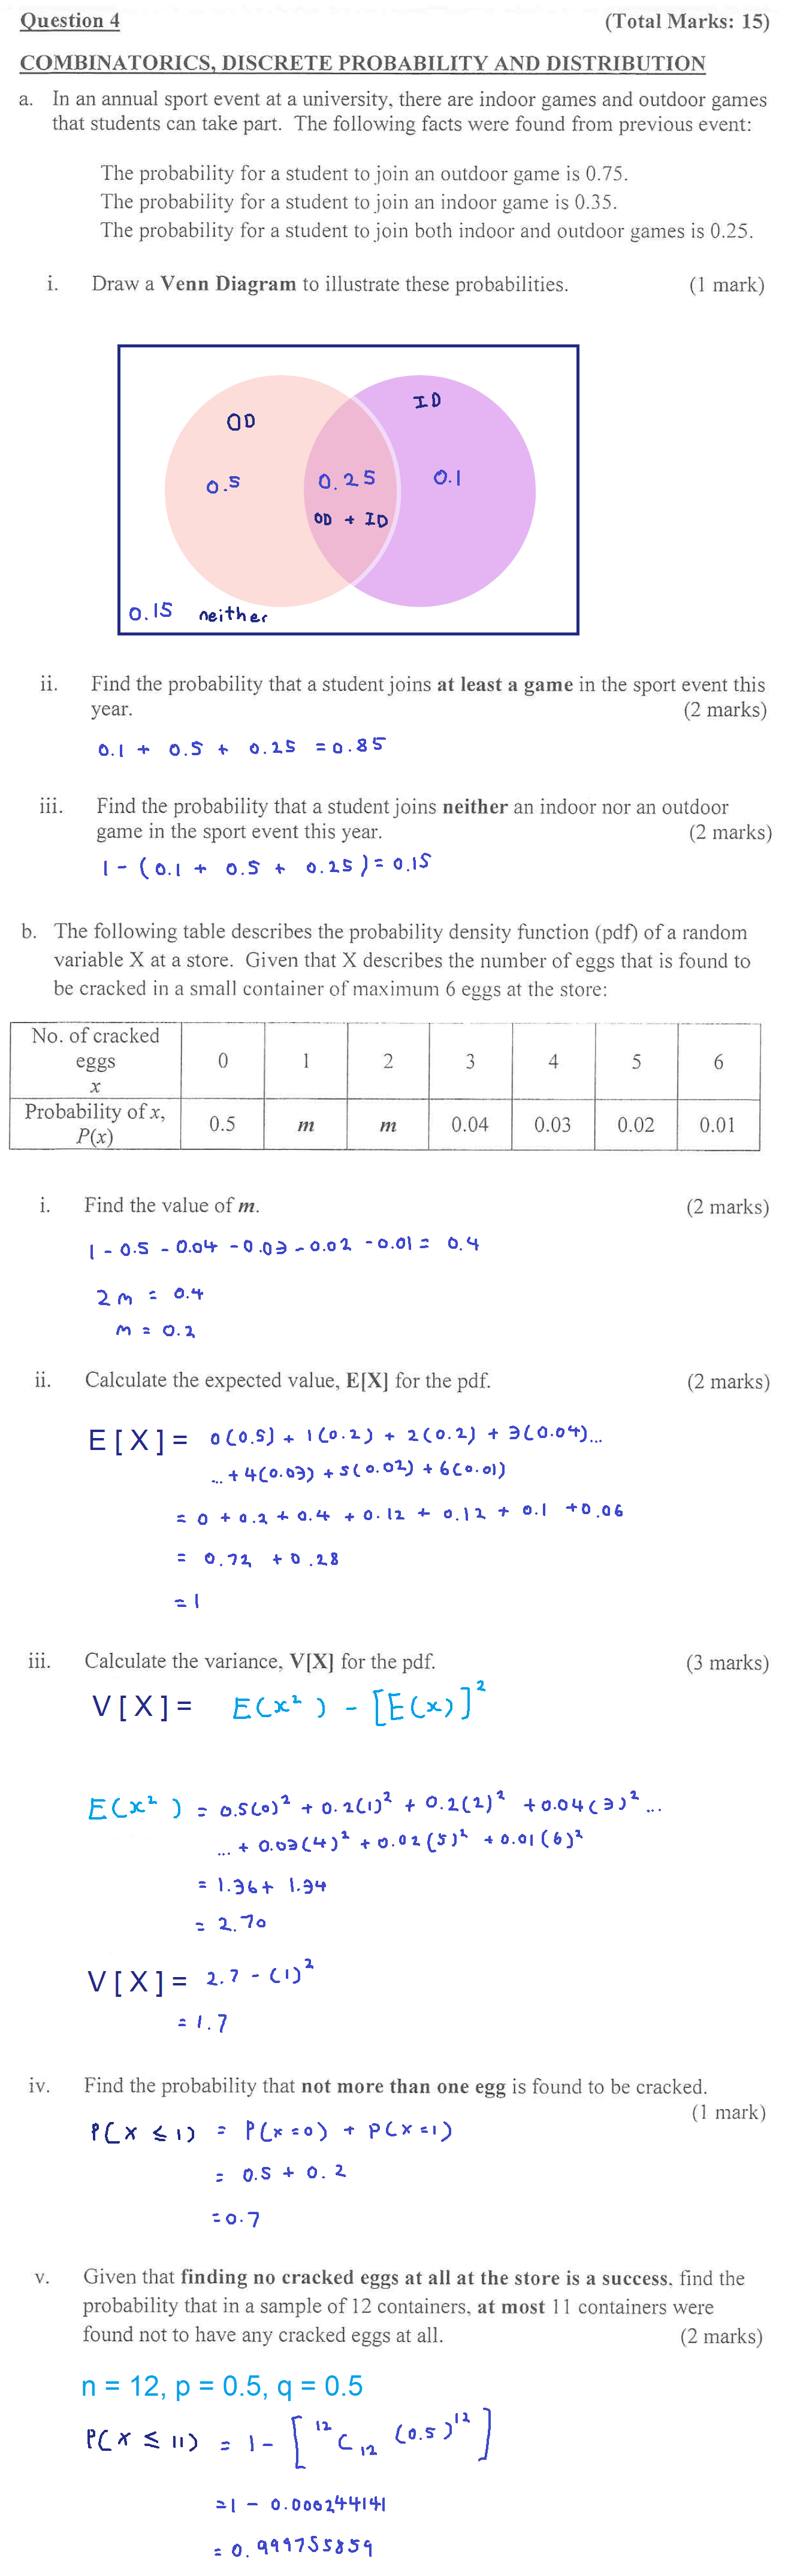 Question 4 (Total Marks: 15)
COMBINATORICS, DISCRETE PROBABILITY AND DISTRIBUTION
a. In an annual sport event at a university, there are indoor games and outdoor games
that students can take part. The following facts were found from previous event:
The probability for a student to join an outdoor game is 0.75.
The probability for a student to join an indoor game is 0.35.
The probability for a student to join both indoor and outdoor games is 0.25.
i. Draw a Venn Diagram to illustrate these probabilities. (1 mark)
OD ID
0.5 0.25 0.1
OD + ID
0.15 neither
ii. Find the probability that a student joins at least a game in the sport event this
year. (2 marks)
0.1 + 0.5 + 0.25 = 0.85
iii. Find the probability that a student joins neither an indoor nor an outdoor
game in the sport event this year. (2 marks)
1 - (0.1 + 0.5 + 0.25) = 0.15
b. The following table describes the probability density function (pdf) of a random
variable X at a store. Given that X describes the number of eggs that is found to
be cracked in a small container of maximum 6 eggs at the store:
No. of cracked
eggs 0 1 2 3 4 5 6
x
Probability of x, 0.5 m m 0.04 0.03 0.02 0.01
P(x)
i. Find the value of m. (2 marks)
1 - 0.5 - 0.04 - 0.03 - 0.02 - 0.01 = 0.4
2m = 0.4
m = 0.2
ii. Calculate the expected value, E[X] for the pdf. (2 marks)
E[X] = 0(0.5) + 1(0.2) + 2(0.2) + 3(0.04)...
... + 4(0.03) + 5(0.02) + 6(0.01)
= 0 + 0.2 + 0.4 + 0.12 + 0.12 + 0.1 + 0.06
= 0.72 + 0.28
= 1
iii. Calculate the variance, V[X] for the pdf. (3 marks)
V[X] = E(x²) - [E(x)]²
E(x²) = 0.5(0)² + 0.2(1)² + 0.2(2)² + 0.04(3)² ...
... + 0.03(4)² + 0.02(5)² + 0.01(6)²
= 1.36 + 1.34
= 2.70
V[X] = 2.7 - (1)²
= 1.7
iv. Find the probability that not more than one egg is found to be cracked.
(1 mark)
P(X ≤ 1) = P(x=0) + P(x=1)
= 0.5 + 0.2
= 0.7
v. Given that finding no cracked eggs at all at the store is a success, find the
probability that in a sample of 12 containers, at most 11 containers were
found not to have any cracked eggs at all. (2 marks)
n = 12, p = 0.5, q = 0.5
P(X ≤ 11) = 1 - [¹²C₁₂ (0.5)¹²]
= 1 - 0.000244141
= 0.999755859